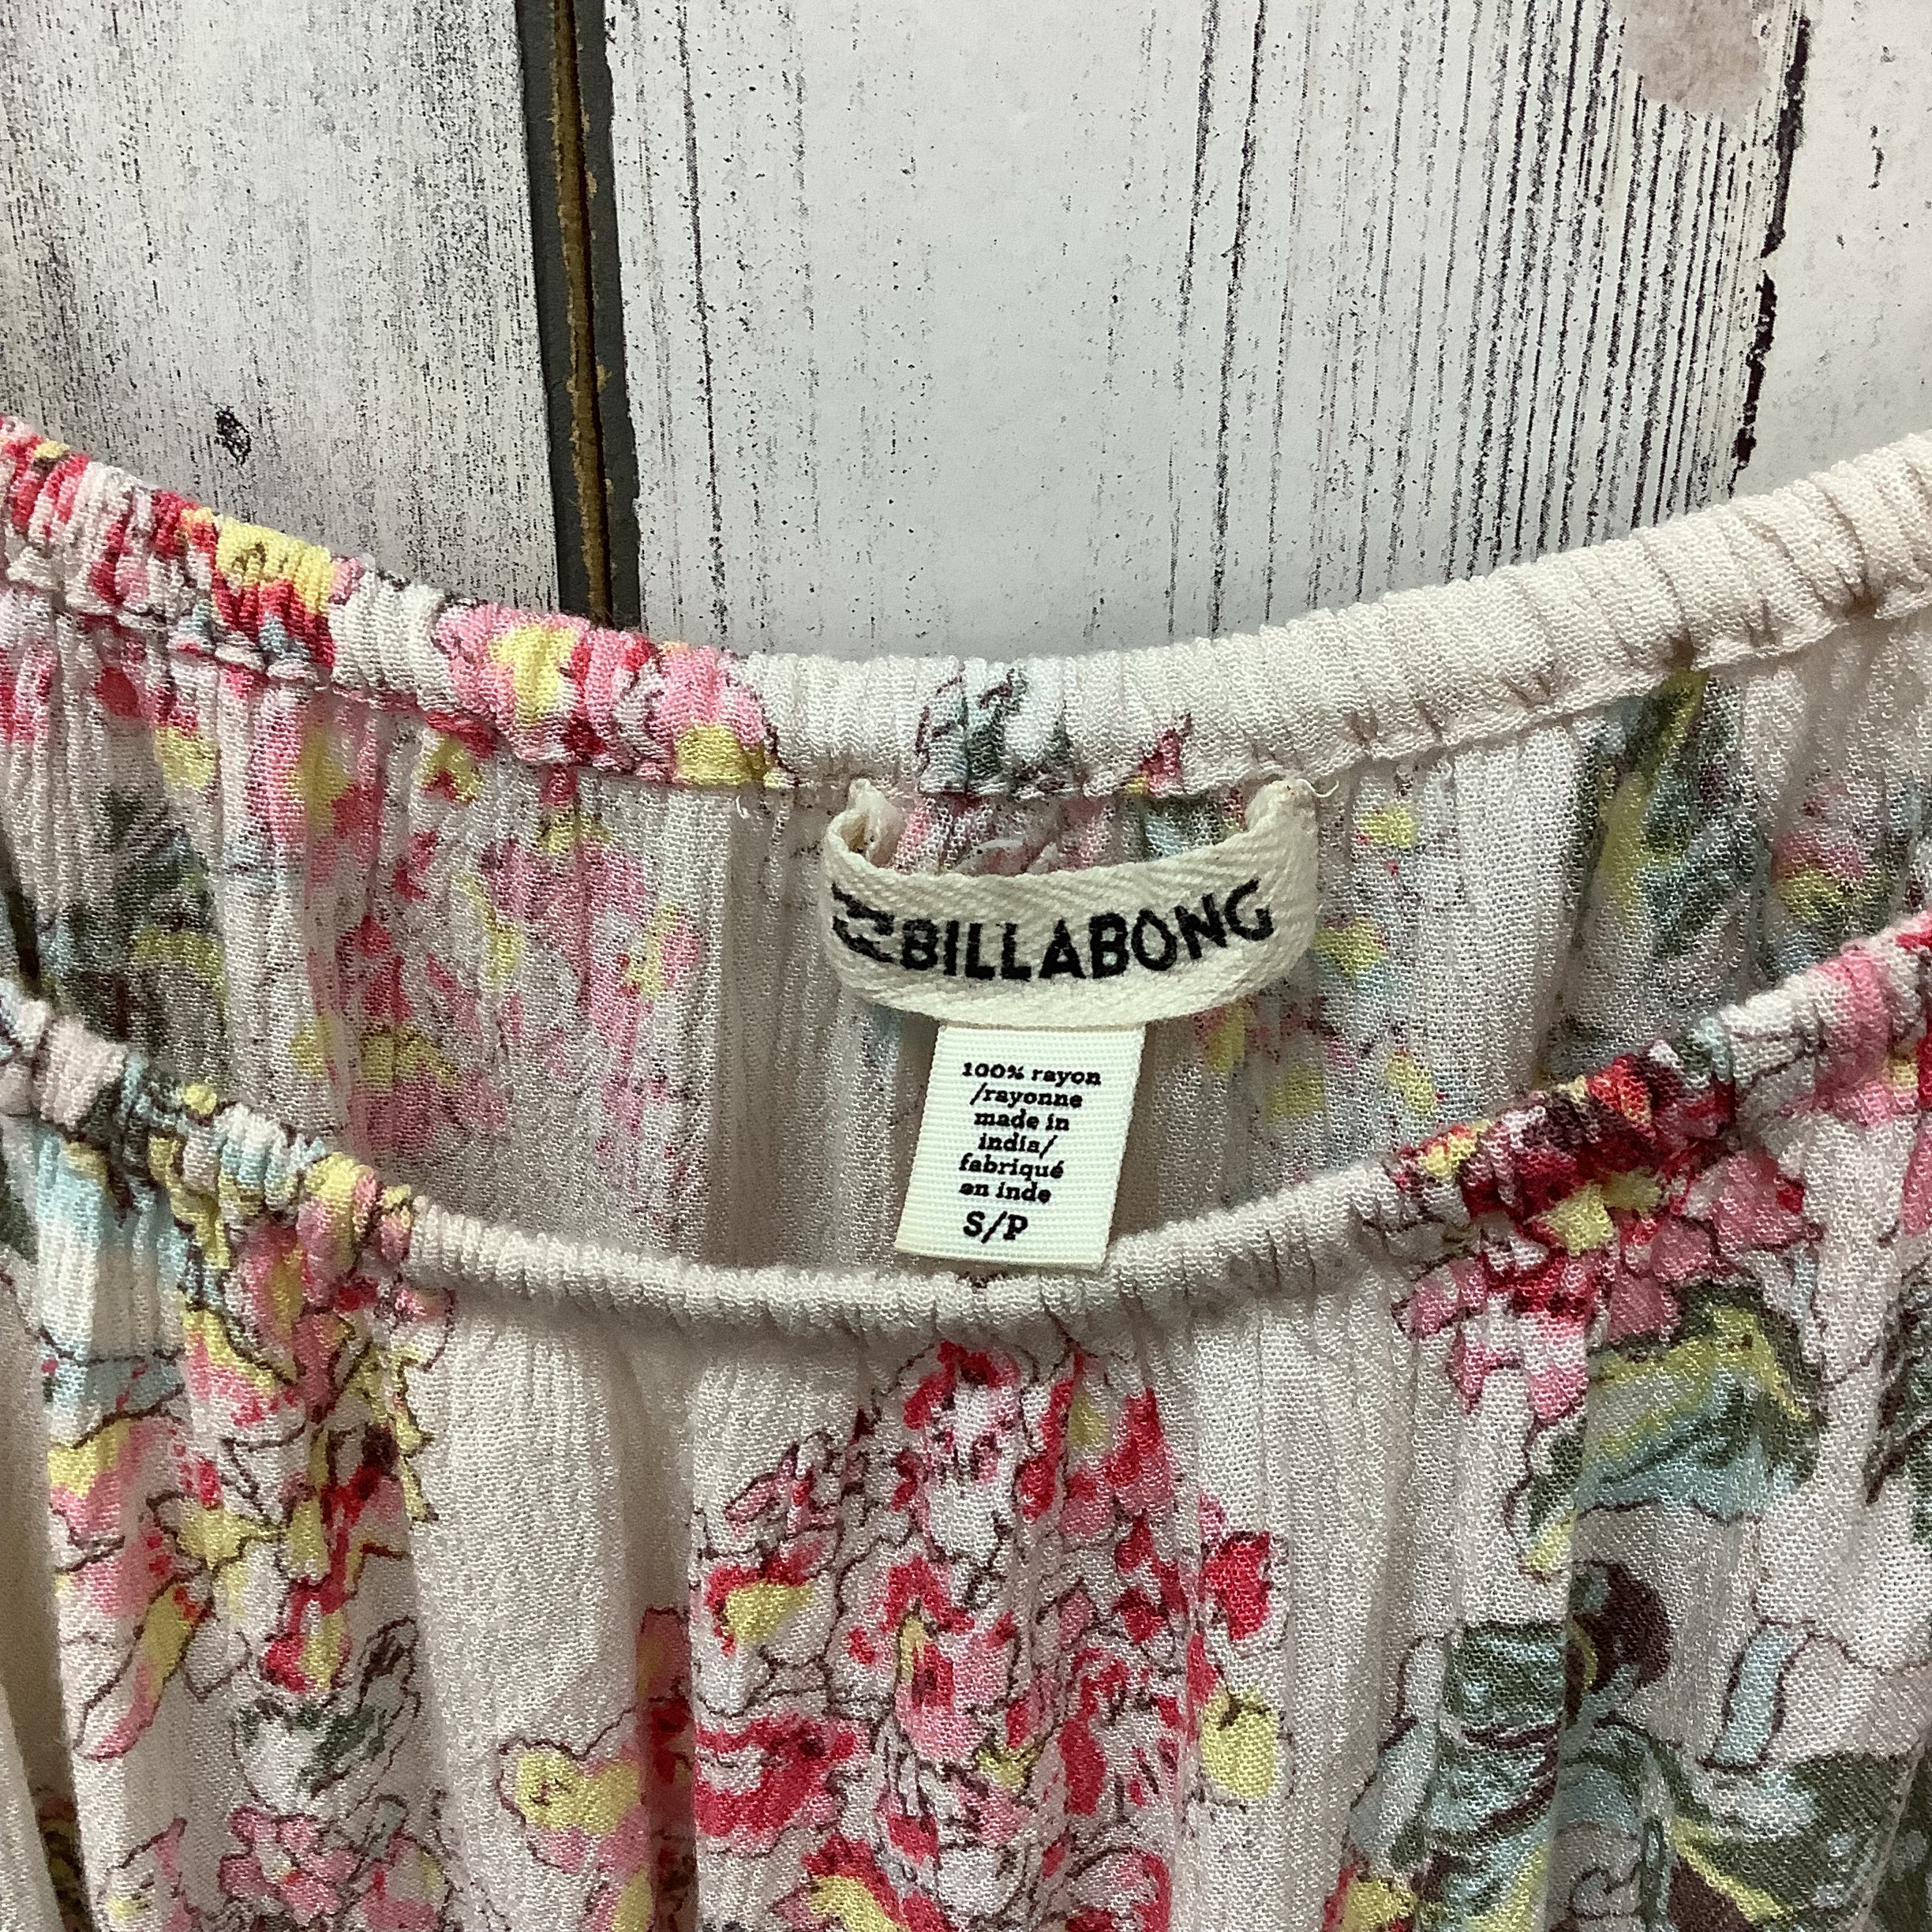 BILLABONG
100% rayon
/rayonne
made in
india/
fabriqué
en inde
S/P